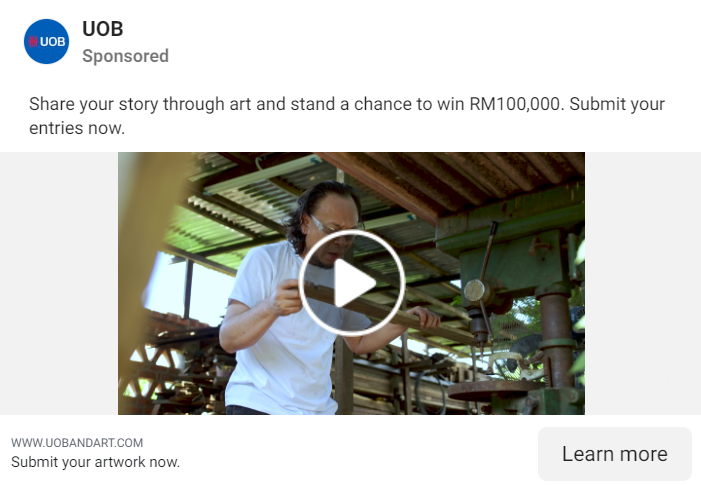 UOB
UOB
Sponsored
Share your story through art and stand a chance to win RM100,000. Submit your
entries now.
WWW.UOBANDART.COM
Submit your artwork now.
Learn more